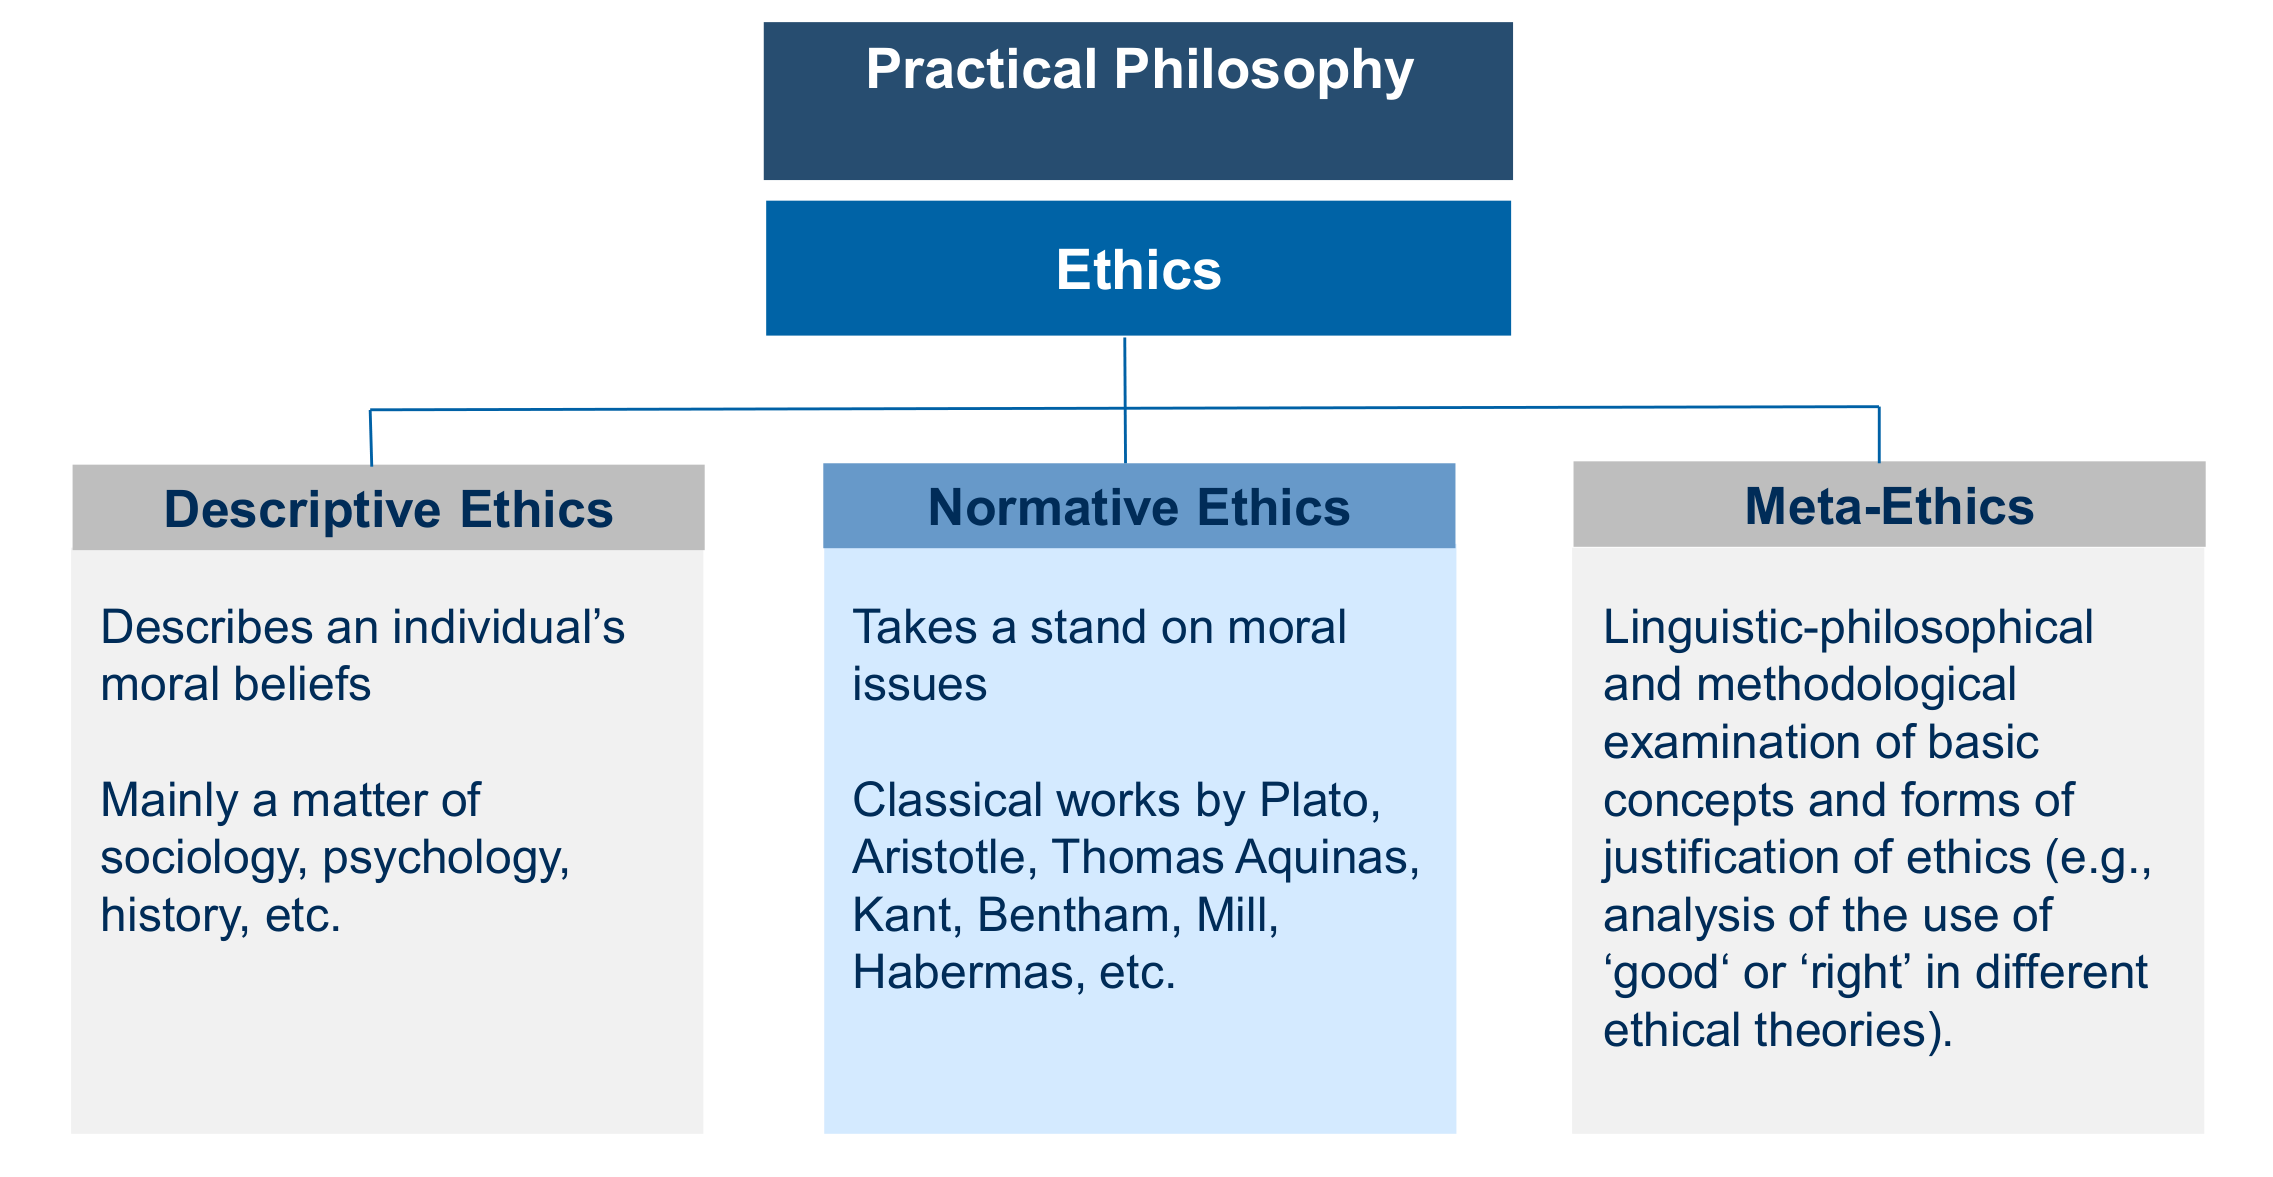 Practical Philosophy
Ethics
Descriptive Ethics
Describes an individual’s
moral beliefs
Mainly a matter of
sociology, psychology,
history, etc.
Normative Ethics
Takes a stand on moral
issues
Classical works by Plato,
Aristotle, Thomas Aquinas,
Kant, Bentham, Mill,
Habermas, etc.
Meta-Ethics
Linguistic-philosophical
and methodological
examination of basic
concepts and forms of
justification of ethics (e.g.,
analysis of the use of
‘good‘ or ‘right’ in different
ethical theories).